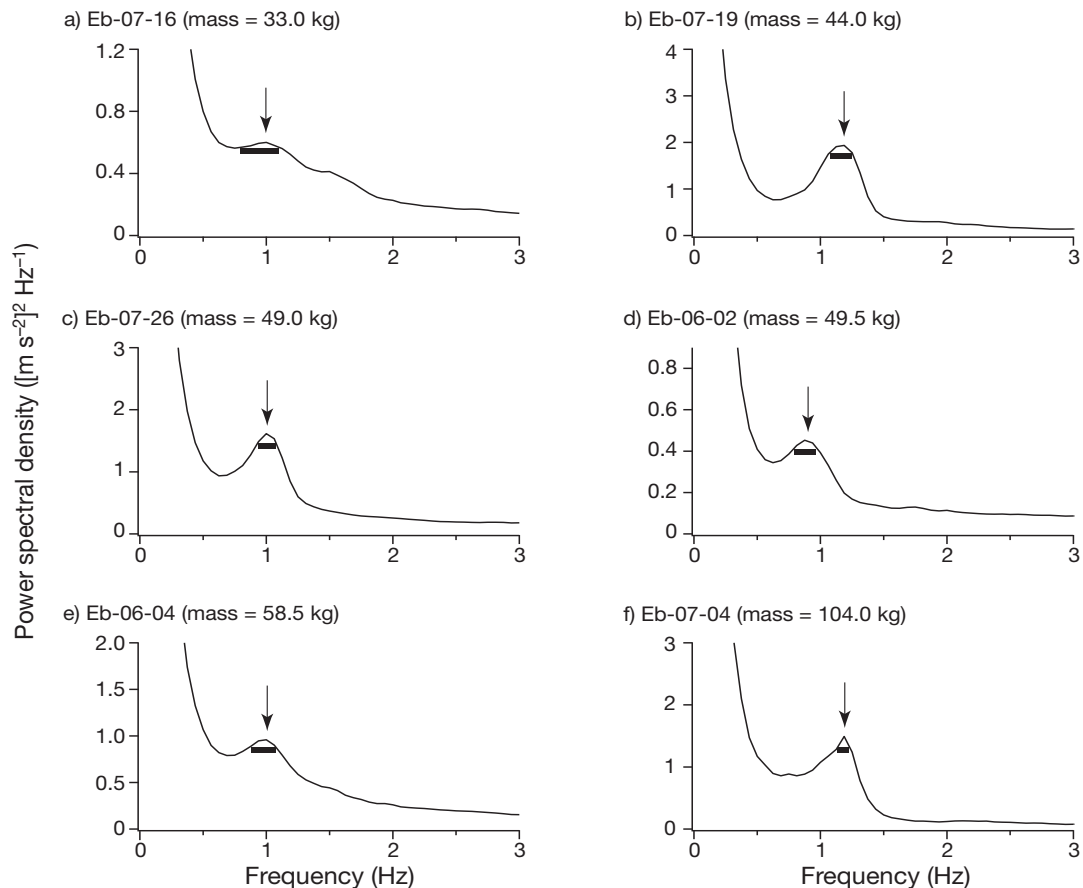 a) Eb-07-16 (mass = 33.0 kg)
1.2
0.8
0.4
0
0 1 2 3
b) Eb-07-19 (mass = 44.0 kg)
4
3
2
1
0
0 1 2 3
c) Eb-07-26 (mass = 49.0 kg)
3
2
1
0
0 1 2 3
d) Eb-06-02 (mass = 49.5 kg)
0.8
0.6
0.4
0.2
0
0 1 2 3
e) Eb-06-04 (mass = 58.5 kg)
2.0
1.5
1.0
0.5
0
0 1 2 3
Frequency (Hz)
f) Eb-07-04 (mass = 104.0 kg)
3
2
1
0
0 1 2 3
Frequency (Hz)
Power spectral density ([m s⁻²]² Hz⁻¹)